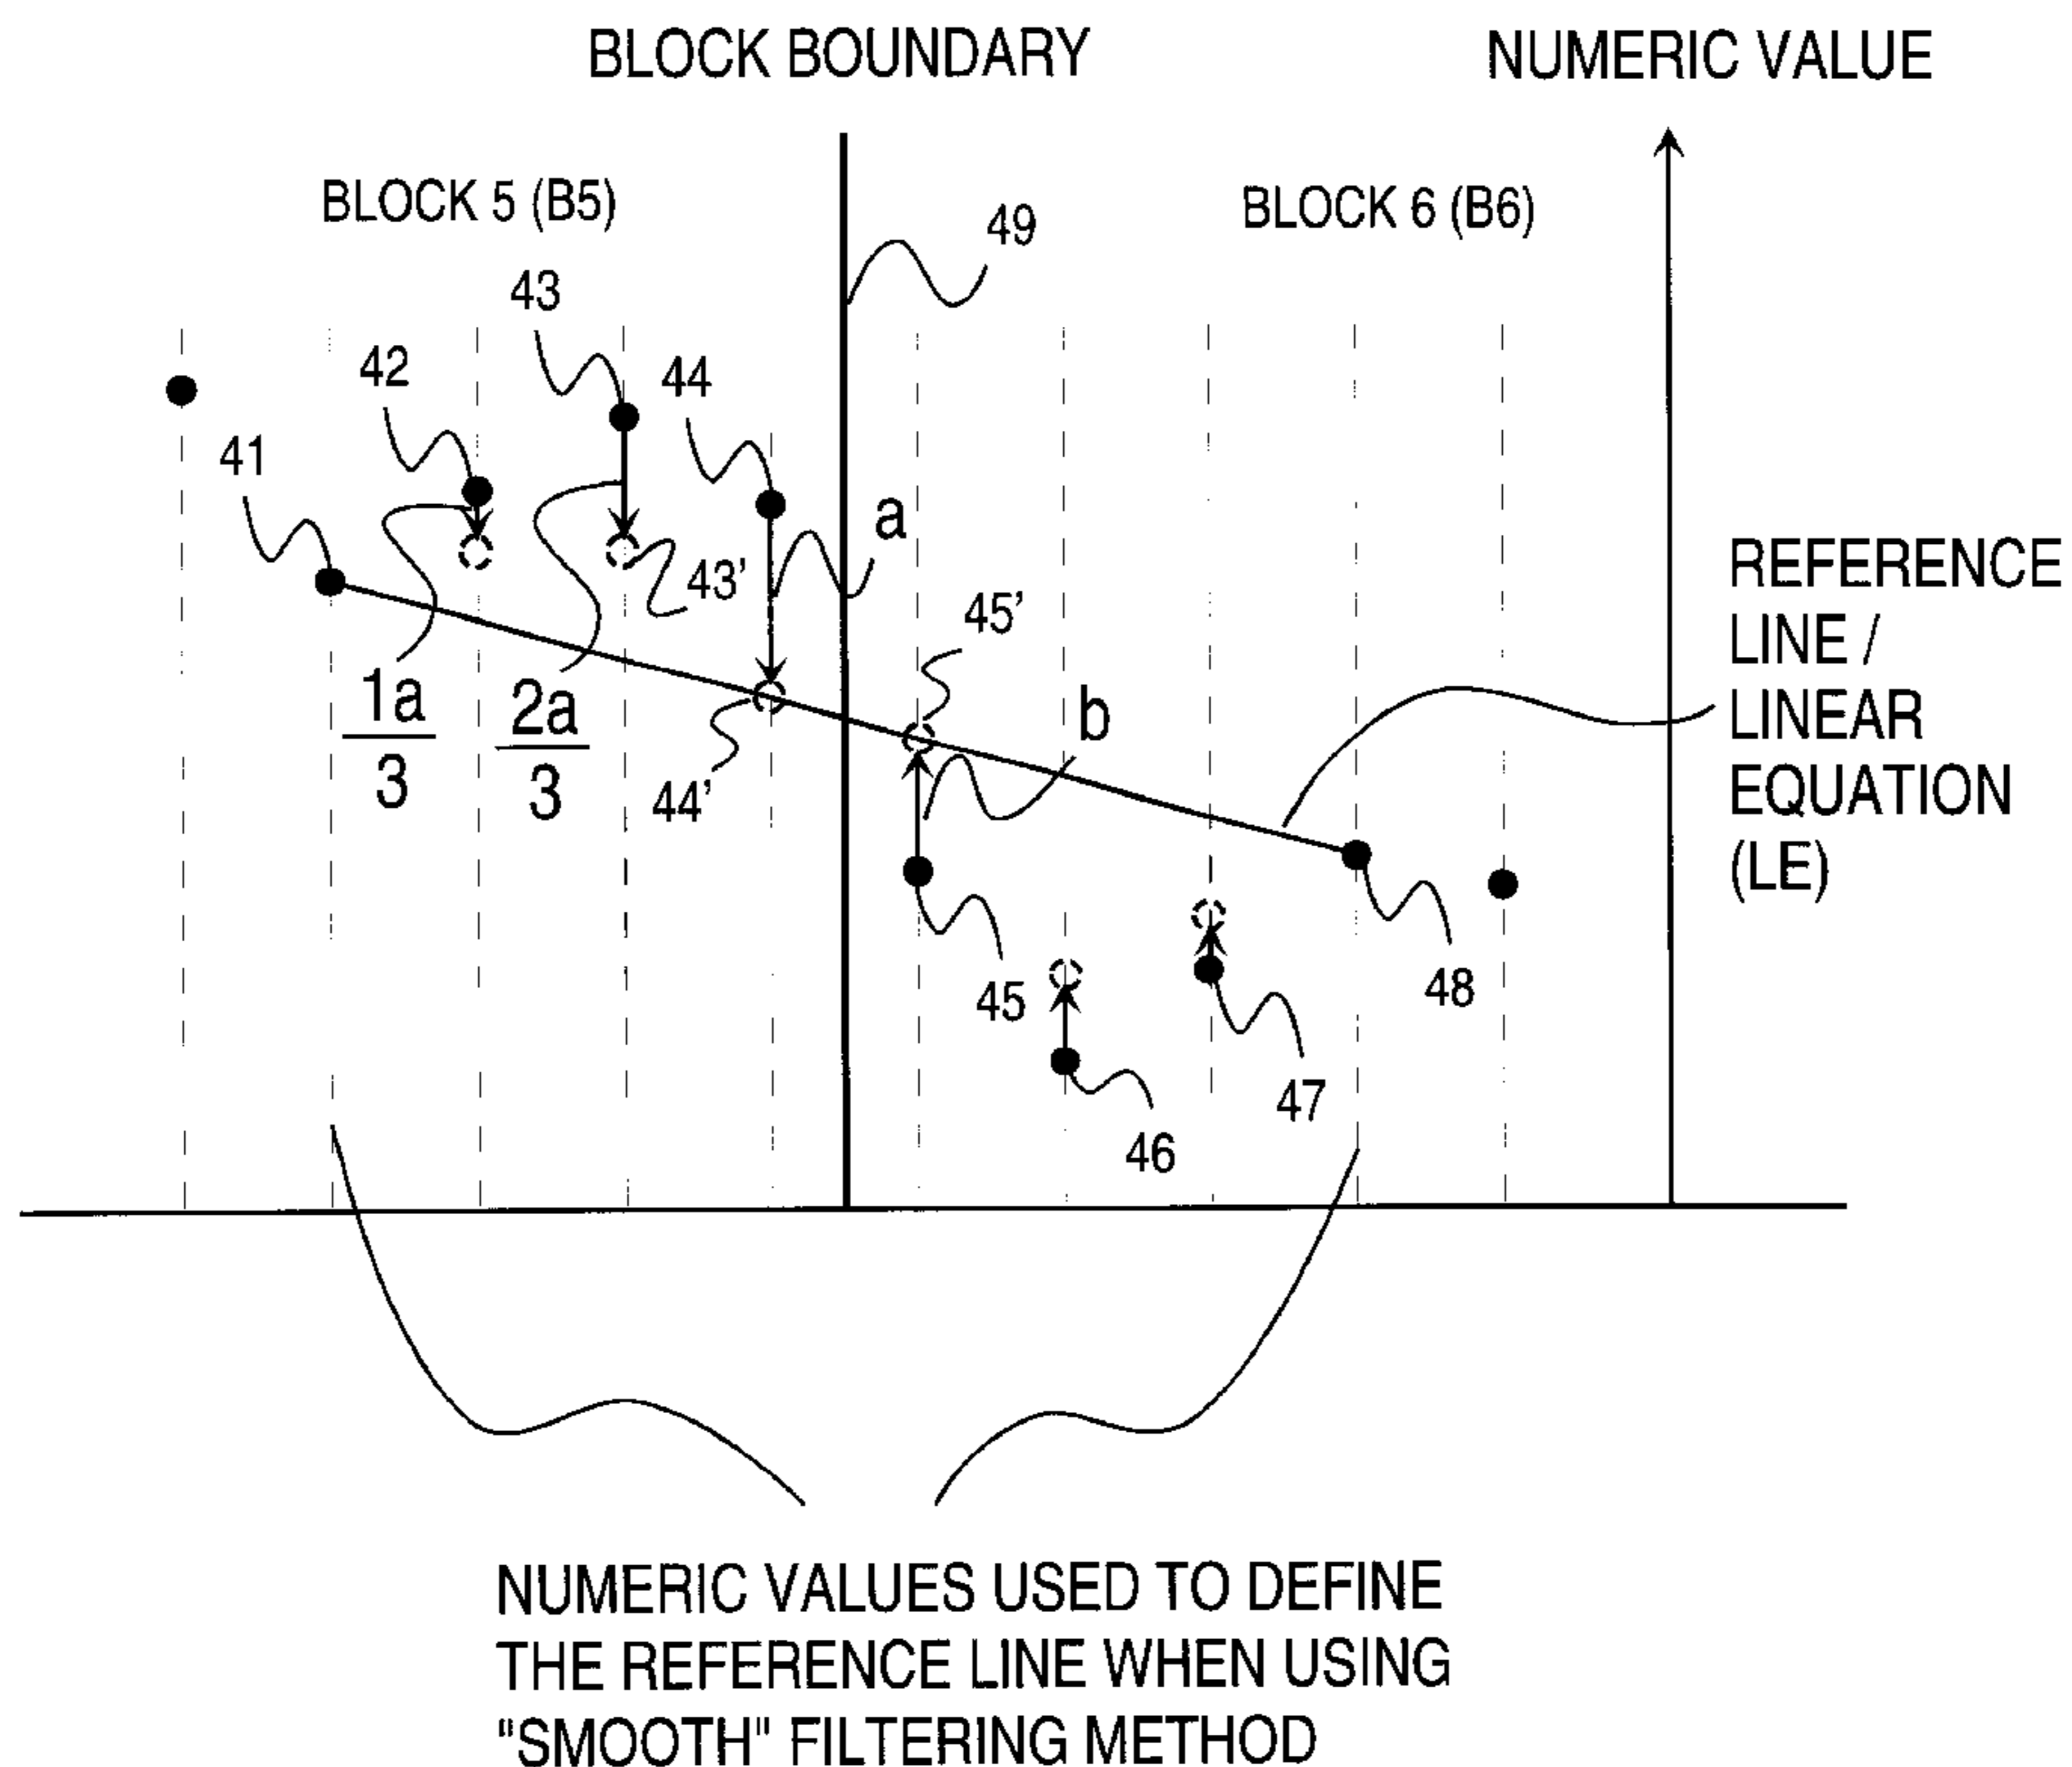 BLOCK BOUNDARY
NUMERIC VALUE
BLOCK 5 (B5)
BLOCK 6 (B6)
49
43
42
44
41
a
43'
45'
REFERENCE
LINE /
LINEAR
EQUATION
(LE)
1a
3
2a
3
b
44'
45
48
47
46
NUMERIC VALUES USED TO DEFINE
THE REFERENCE LINE WHEN USING
"SMOOTH" FILTERING METHOD